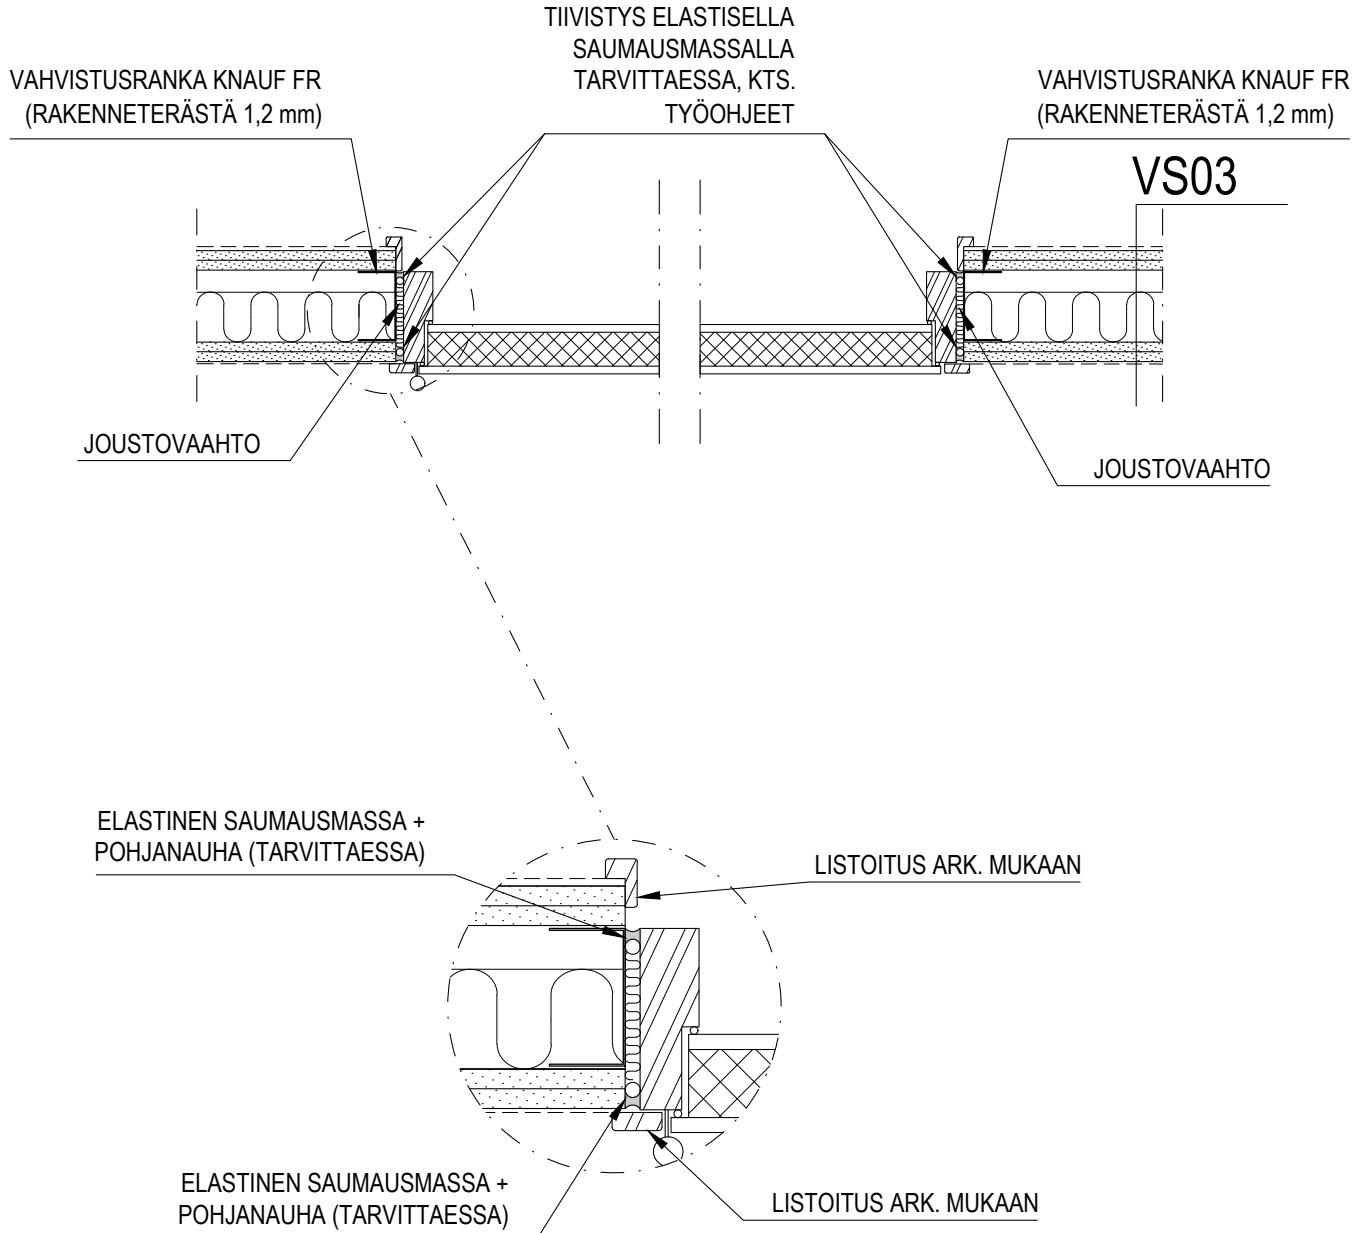 TIIVISTYS ELASTISELLA
SAUMAUSMASSALLA
TARVITTAESSA, KTS.
TYÖOHJEET
VAHVISTUSRANKA KNAUF FR
(RAKENNETERÄSTÄ 1,2 mm)
VAHVISTUSRANKA KNAUF FR
(RAKENNETERÄSTÄ 1,2 mm)
VS03
JOUSTOVAAHTO
JOUSTOVAAHTO
ELASTINEN SAUMAUSMASSA +
POHJANAUHA (TARVITTAESSA)
LISTOITUS ARK. MUKAAN
ELASTINEN SAUMAUSMASSA +
POHJANAUHA (TARVITTAESSA)
LISTOITUS ARK. MUKAAN